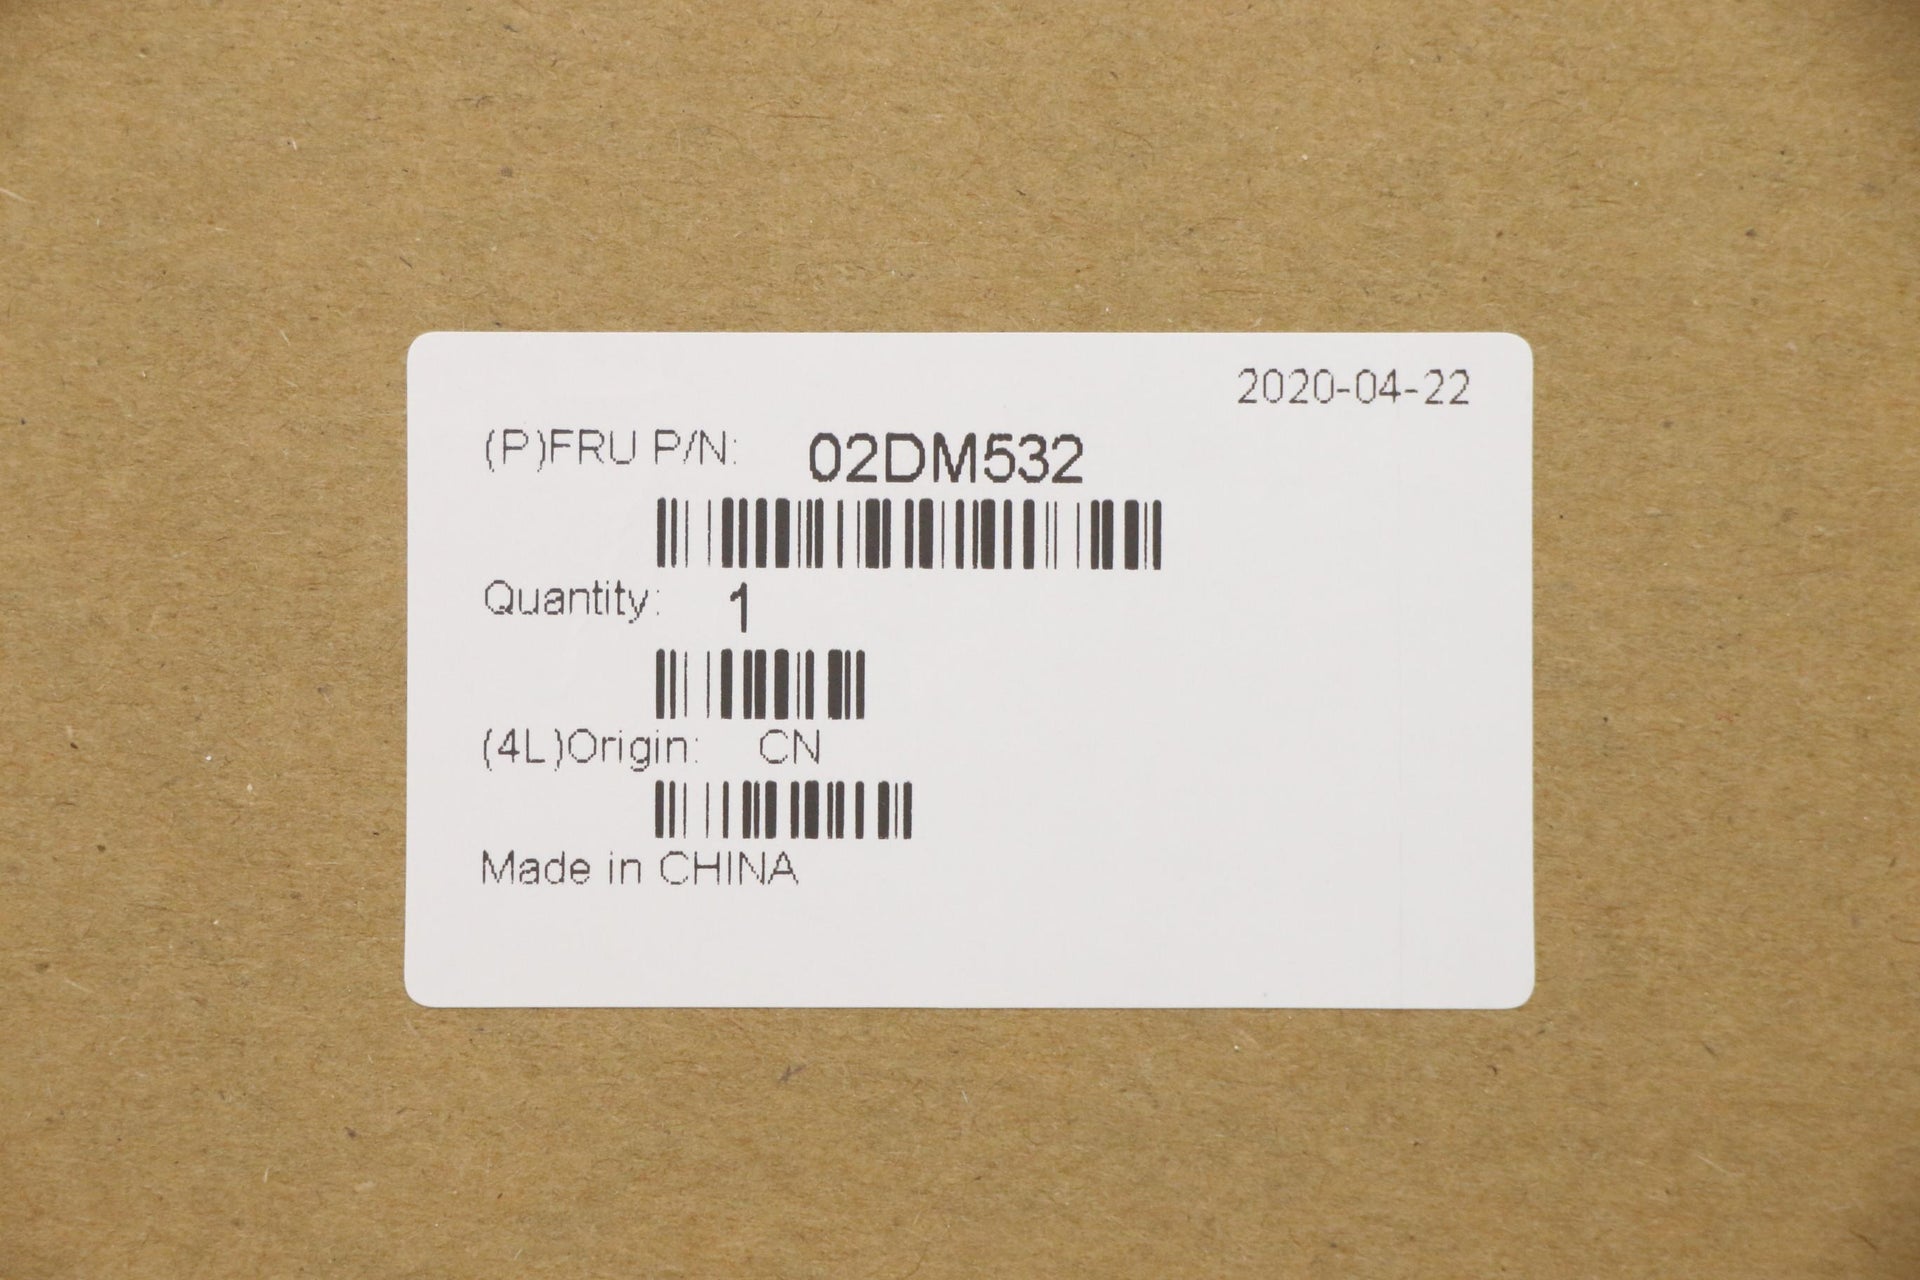 2020-04-22
(P)FRU P/N: 02DM532
Quantity: 1
(4L)Origin: CN
Made in CHINA